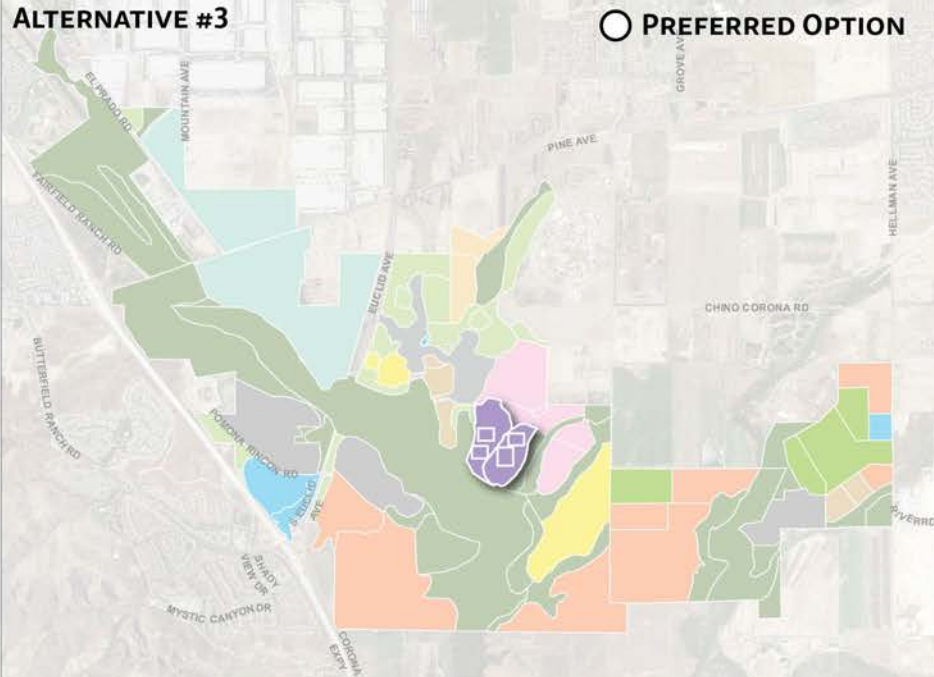 ALTERNATIVE #3
PREFERRED OPTION
EL PRADO RD
MOUNTAIN AVE
GROVE AV
PINE AVE
FAIRFIELD RANCH RD
HELLMAN AVE
EUCLID AVE
CHINO CORONA RD
BUTTERFIELD RANCH RD
POMONA RINCON RD
S EUCLID
AVE
RIVERRD
SHADY
VIEW DR
MYSTIC CANYON DR
CORONA
EXPY